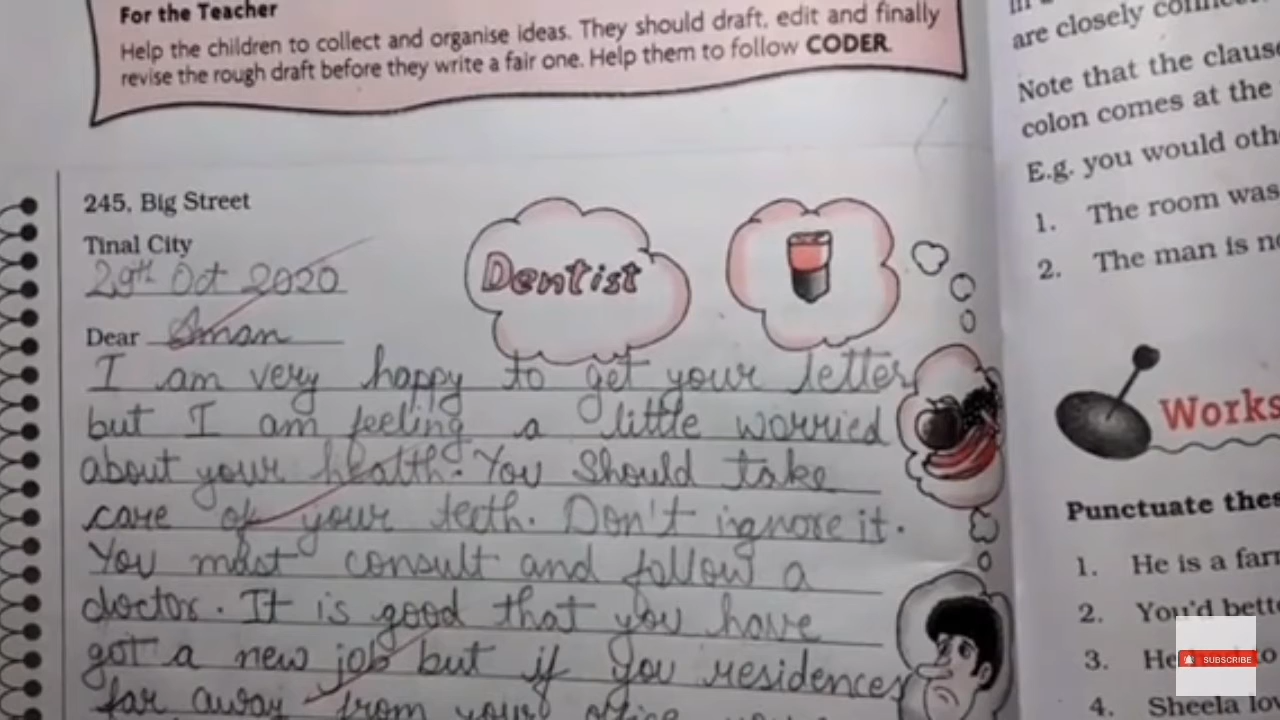 For the Teacher
Help the children to collect and organise ideas. They should draft, edit and finally
revise the rough draft before they write a fair one. Help them to follow CODER.
245, Big Street
Tinal City
29th Oct 2020
Dear Aman
Dentist
I am very happy to get your letter
but I am feeling a little worried
about your health. You Should take
care of your teeth. Don't ignore it.
You must consult and follow a
doctor. It is good that you have
got a new job but if you residences
far away from your office
are closely
Note that the clause
colon comes at the
E.g. you would
1. The room was
2. The man is
Works
Punctuate
1. He is a
2. You'd
3. He
4. Sheela
SUBSCRIBE